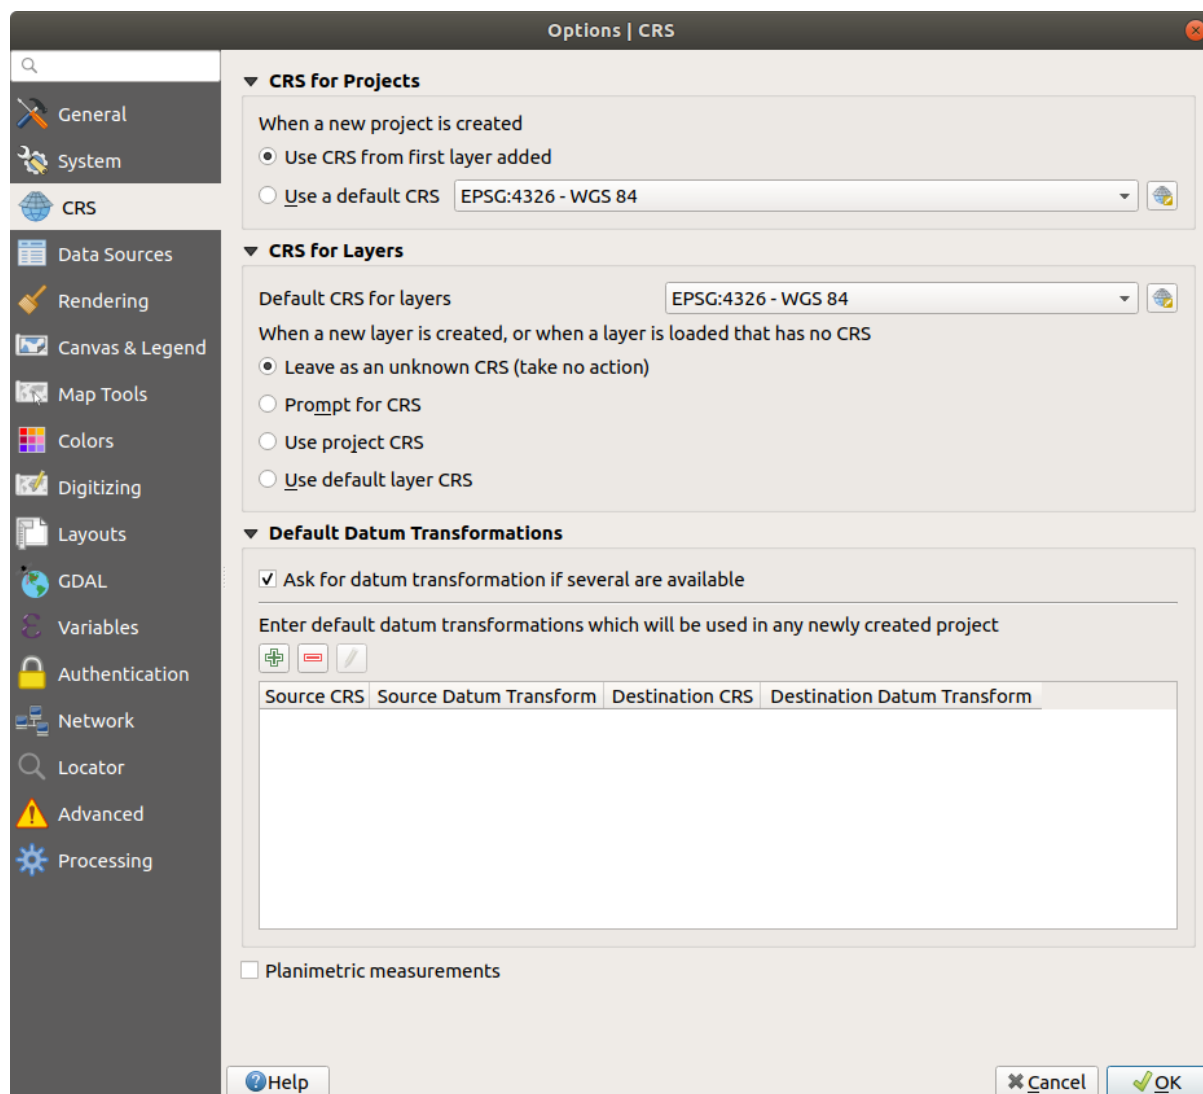 Options | CRS
General
System
CRS
Data Sources
Rendering
Canvas & Legend
Map Tools
Colors
Digitizing
Layouts
GDAL
Variables
Authentication
Network
Locator
Advanced
Processing
CRS for Projects
When a new project is created
Use CRS from first layer added
Use a default CRS EPSG:4326 - WGS 84
CRS for Layers
Default CRS for layers EPSG:4326 - WGS 84
When a new layer is created, or when a layer is loaded that has no CRS
Leave as an unknown CRS (take no action)
Prompt for CRS
Use project CRS
Use default layer CRS
Default Datum Transformations
Ask for datum transformation if several are available
Enter default datum transformations which will be used in any newly created project
Source CRS Source Datum Transform Destination CRS Destination Datum Transform
Planimetric measurements
Help Cancel OK